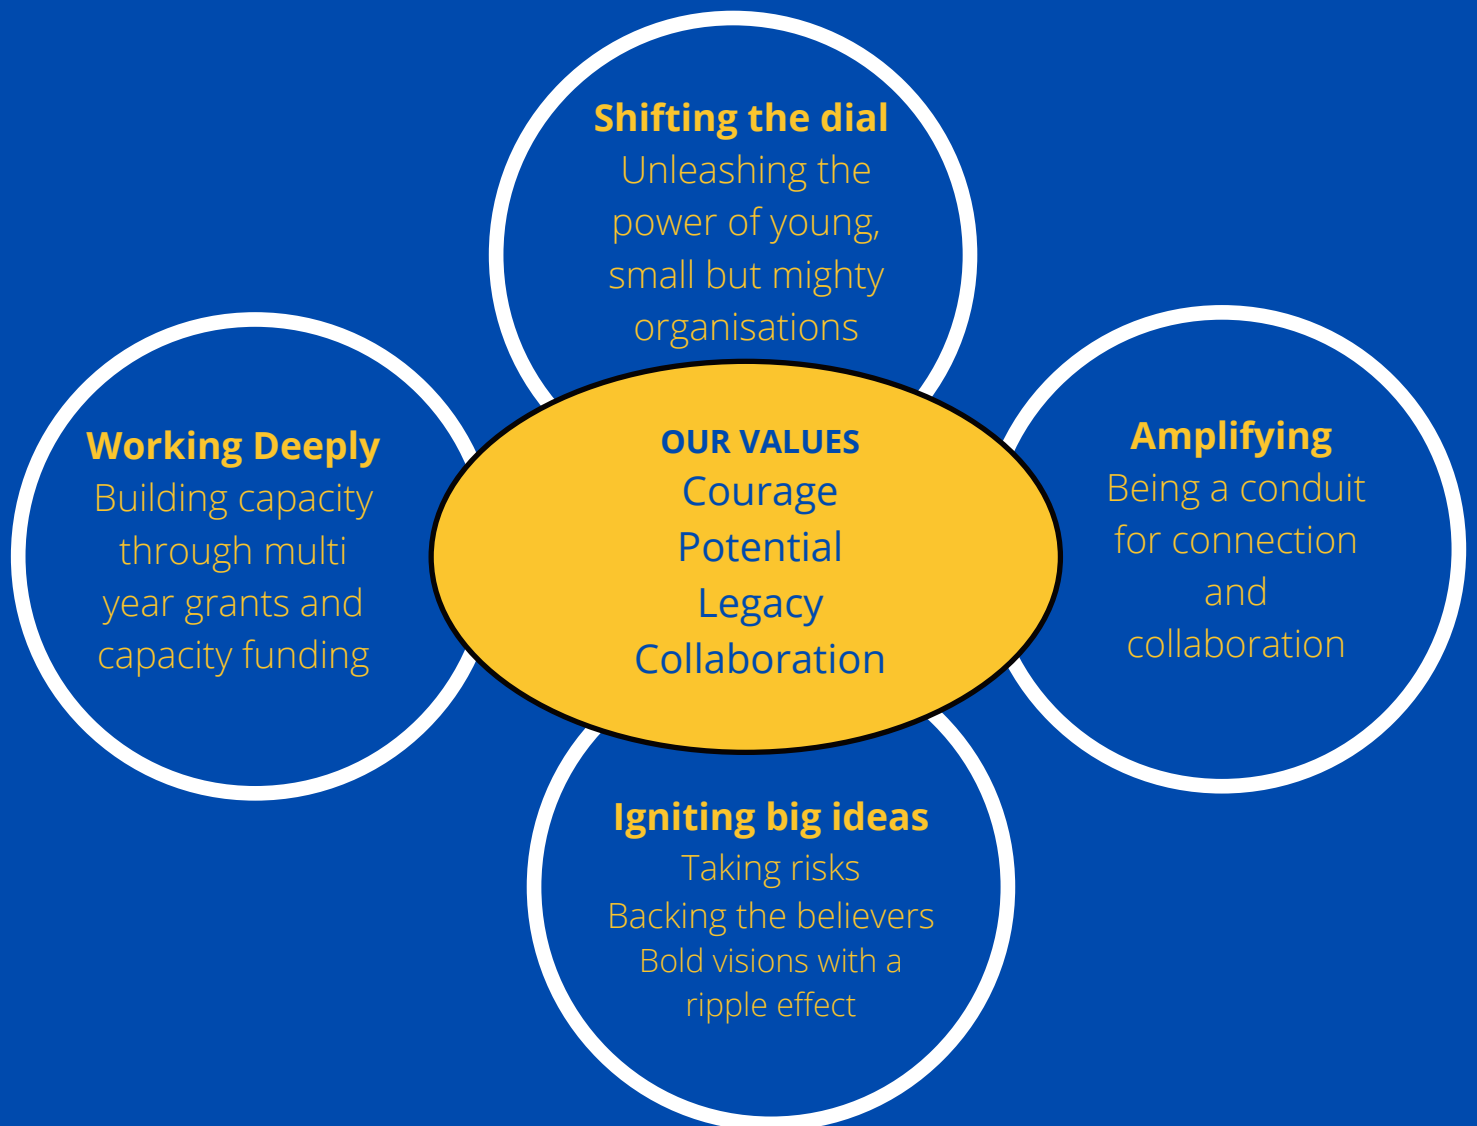 Shifting the dial
Unleashing the
power of young,
small but mighty
organisations
Working Deeply
Building capacity
through multi
year grants and
capacity funding
OUR VALUES
Courage
Potential
Legacy
Collaboration
Amplifying
Being a conduit
for connection
and
collaboration
Igniting big ideas
Taking risks
Backing the believers
Bold visions with a
ripple effect